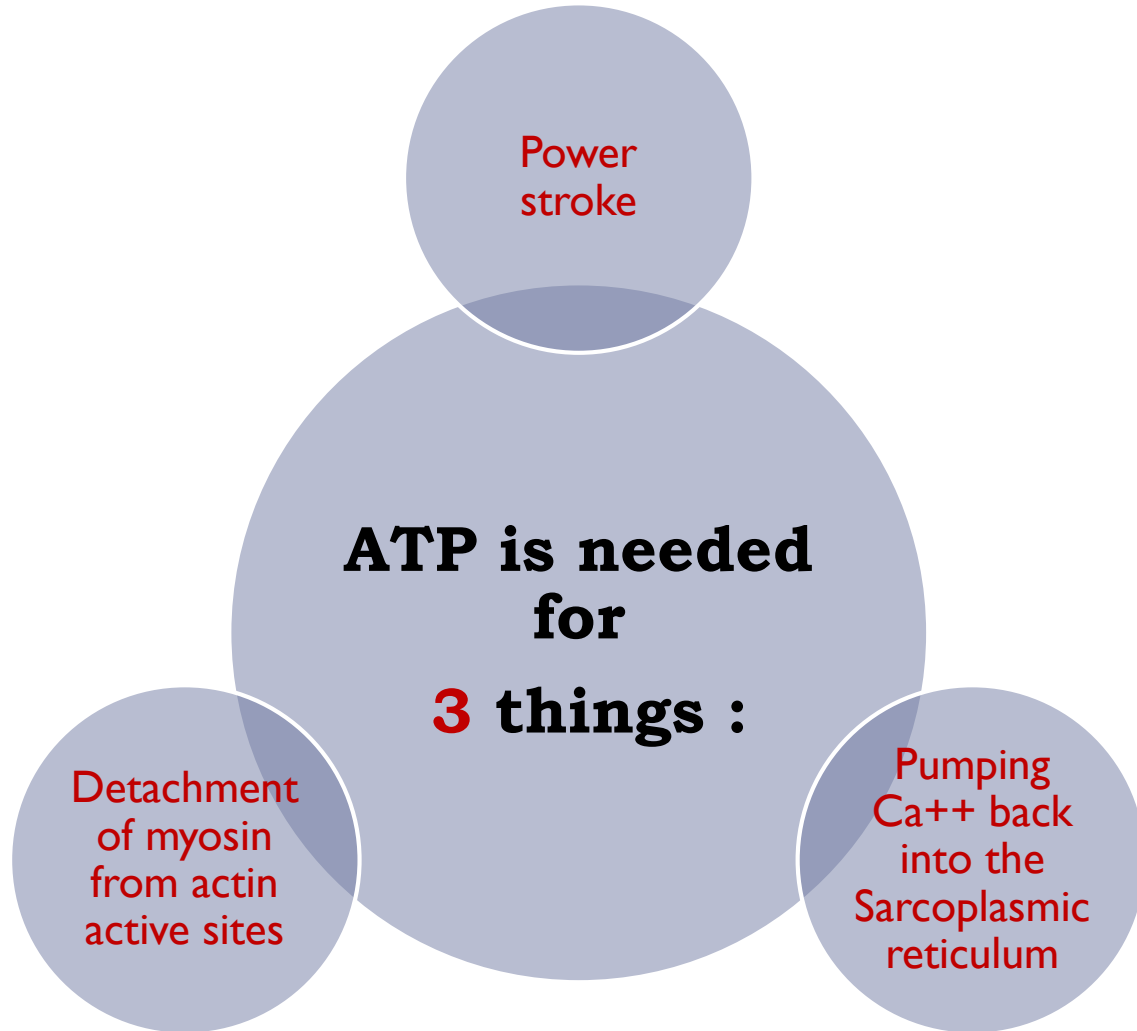 Power
stroke
ATP is needed
for
3 things :
Detachment
of myosin
from actin
active sites
Pumping
Ca++ back
into the
Sarcoplasmic
reticulum